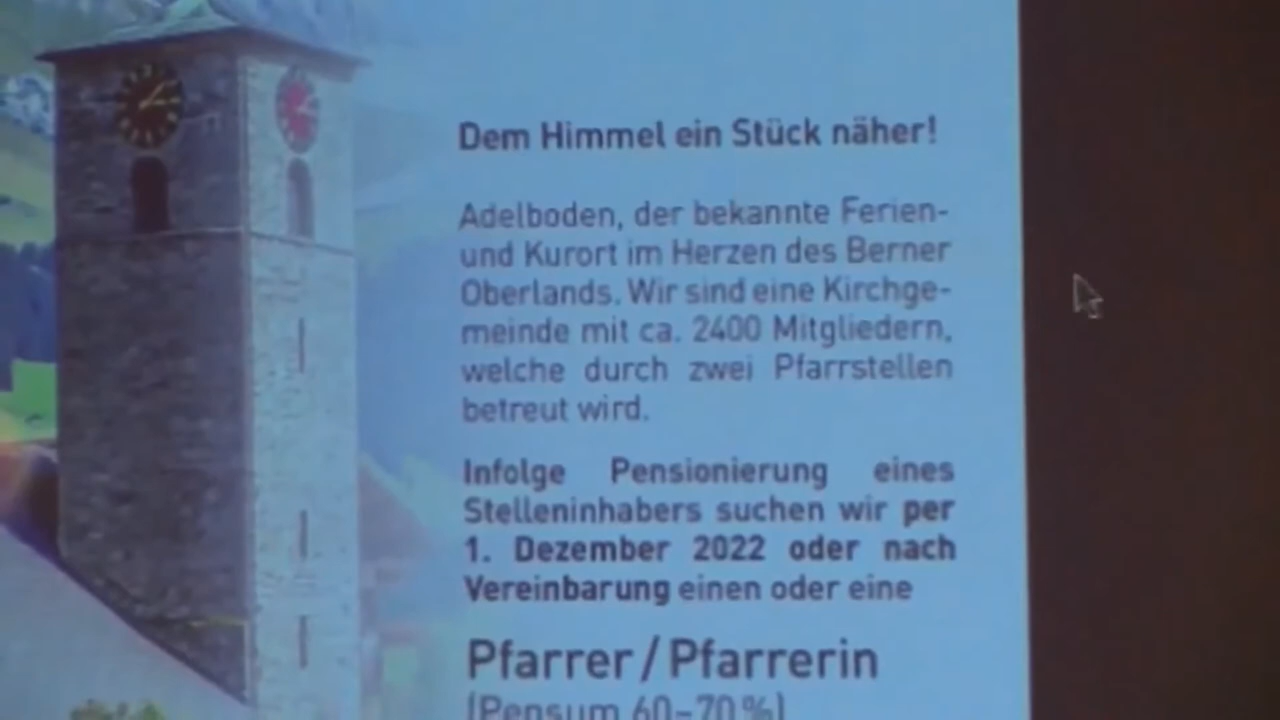 Dem Himmel ein Stück näher!
Adelboden, der bekannte Ferien-
und Kurort im Herzen des Berner
Oberlands. Wir sind eine Kirchge-
meinde mit ca. 2400 Mitgliedern,
welche durch zwei Pfarrstellen
betreut wird.
Infolge Pensionierung eines
Stelleninhabers suchen wir per
1. Dezember 2022 oder nach
Vereinbarung einen oder eine
Pfarrer / Pfarrerin
(Pensum 60–70 %)